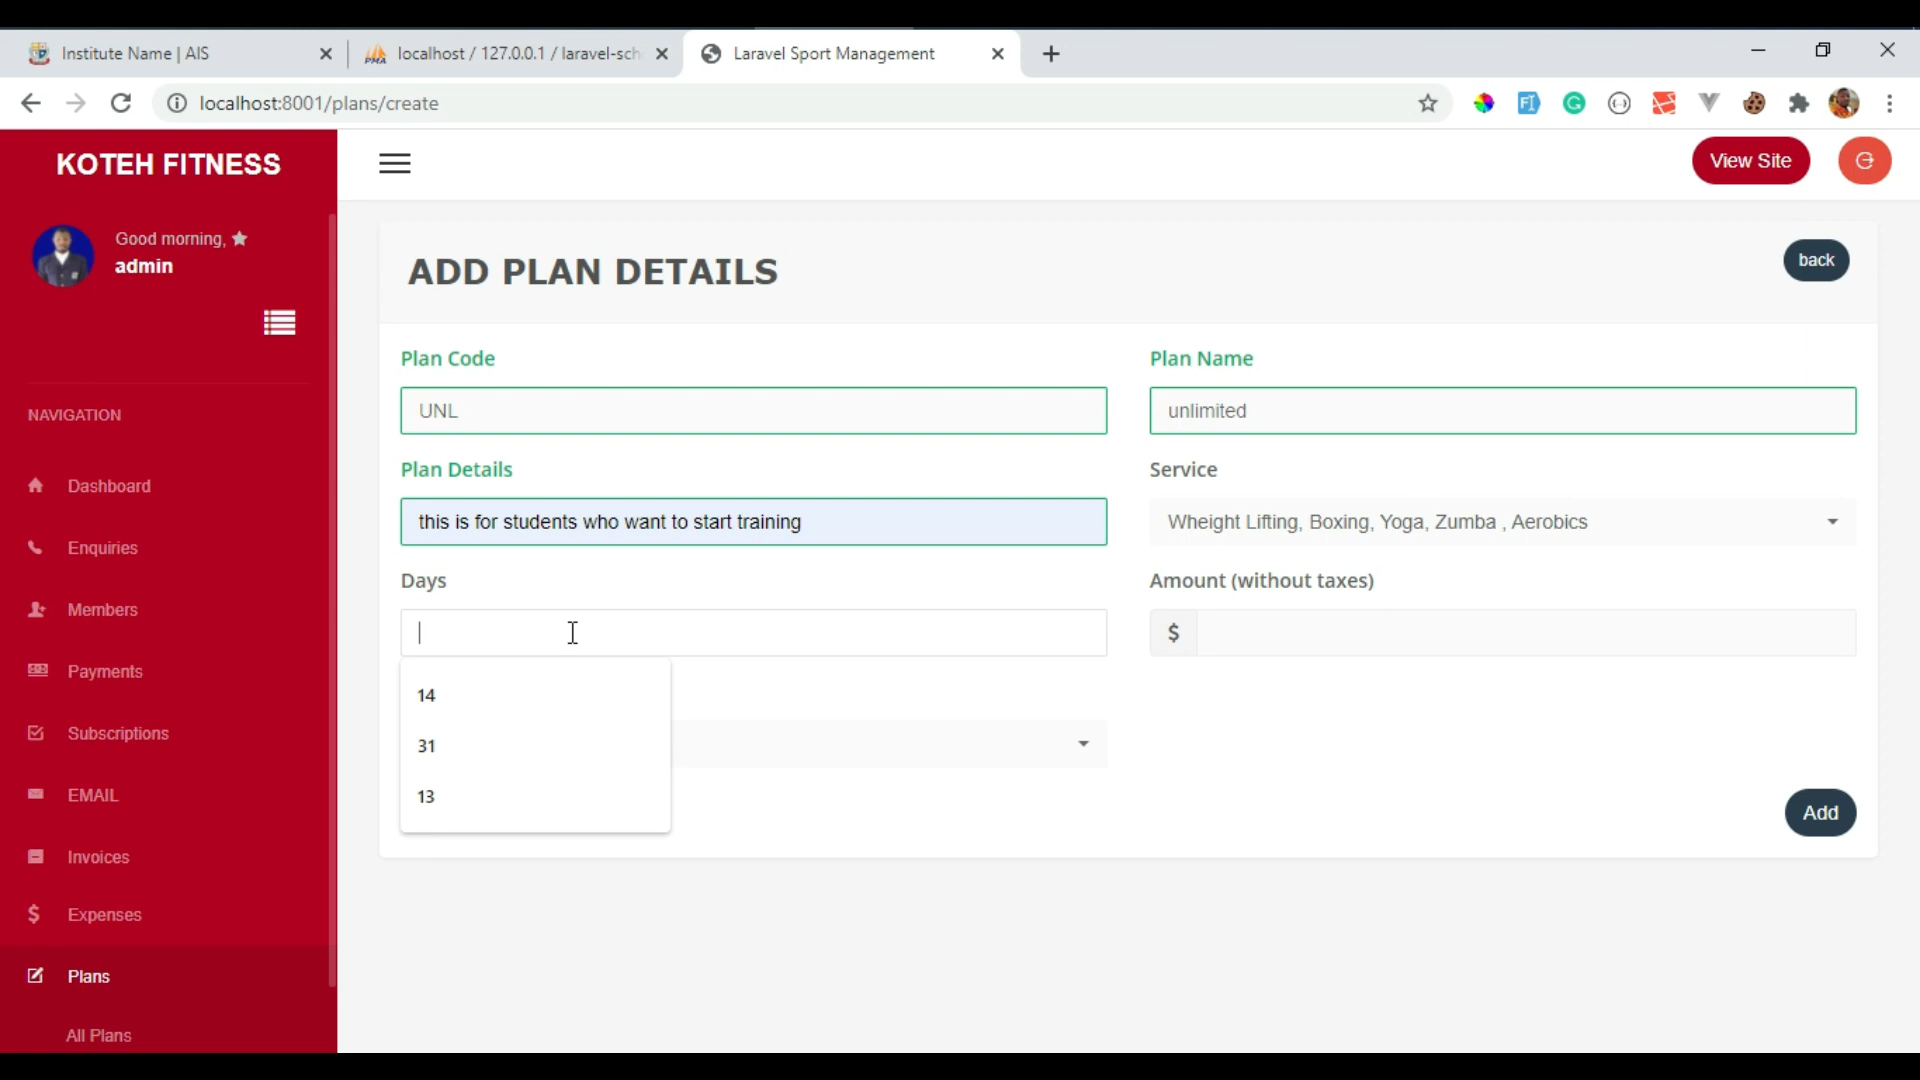 Institute Name | AIS
localhost / 127.0.0.1 / laravel-sch
Laravel Sport Management
localhost:8001/plans/create
KOTEH FITNESS
View Site
Good morning,
admin
ADD PLAN DETAILS
back
Plan Code
Plan Name
UNL
unlimited
NAVIGATION
Plan Details
Service
this is for students who want to start training
Wheight Lifting, Boxing, Yoga, Zumba , Aerobics
Dashboard
Enquiries
Days
Amount (without taxes)
$
Members
Payments
14
31
13
Subscriptions
EMAIL
Add
Invoices
$ Expenses
Plans
All Plans